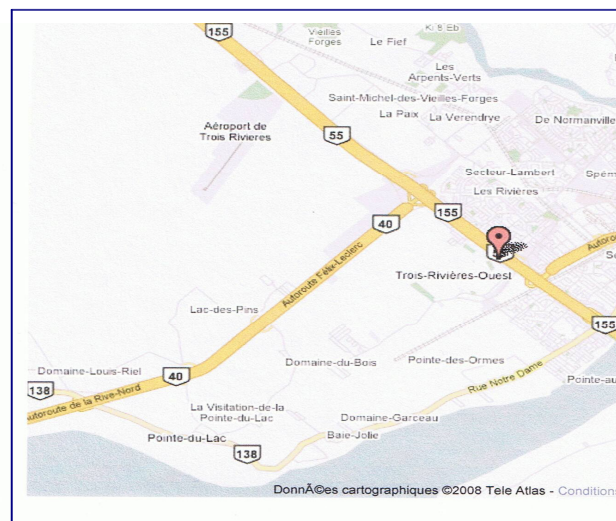 Ki 8 Eb
155
Vieilles
Forges
Le Fief
Les
Arpents-Verts
Saint-Michel-des-Vieilles-Forges
La Paix
La Verendrye
De Normanville
Aéroport de
Trois Rivieres
55
Secteur-Lambert
Les Rivières
155
40
Trois-Rivières-Ouest
Autoroute Félix-Leclerc
Lac-des-Pins
155
Domaine-du-Bois
Pointe-des-Ormes
Domaine-Louis-Riel
40
138
Autoroute de la Rive-Nord
Rue Notre Dame
La Visitation-de-la
Pointe-du-Lac
Domaine-Garceau
Pointe-du-Lac
Baie-Jolie
138
DonnÃ©es cartographiques ©2008 Tele Atlas - Conditions